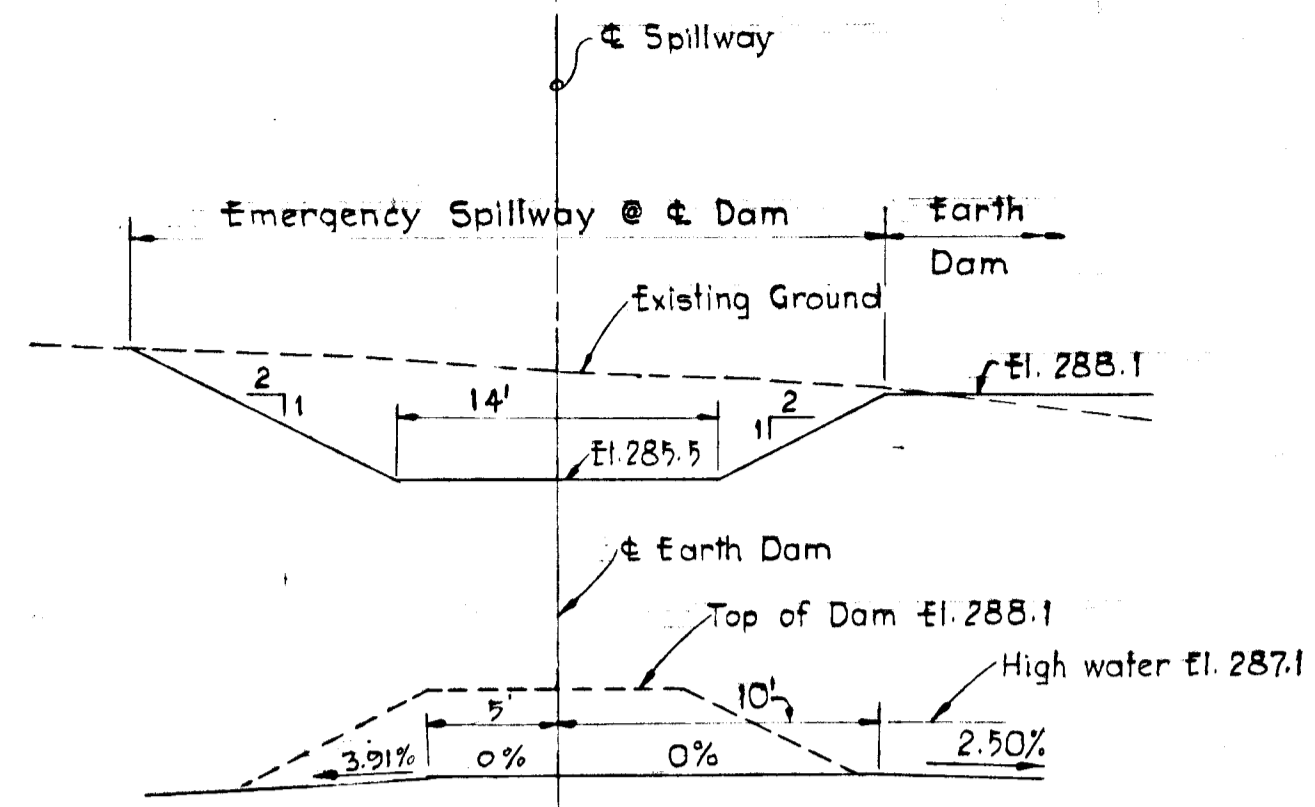 ℄ Spillway
Emergency Spillway @ ℄ Dam
Earth
Dam
Existing Ground
El. 288.1
2
1
14'
2
1
El. 285.5
℄ Earth Dam
Top of Dam El. 288.1
High water El. 287.1
5'
10'
3.91%
0%
0%
2.50%